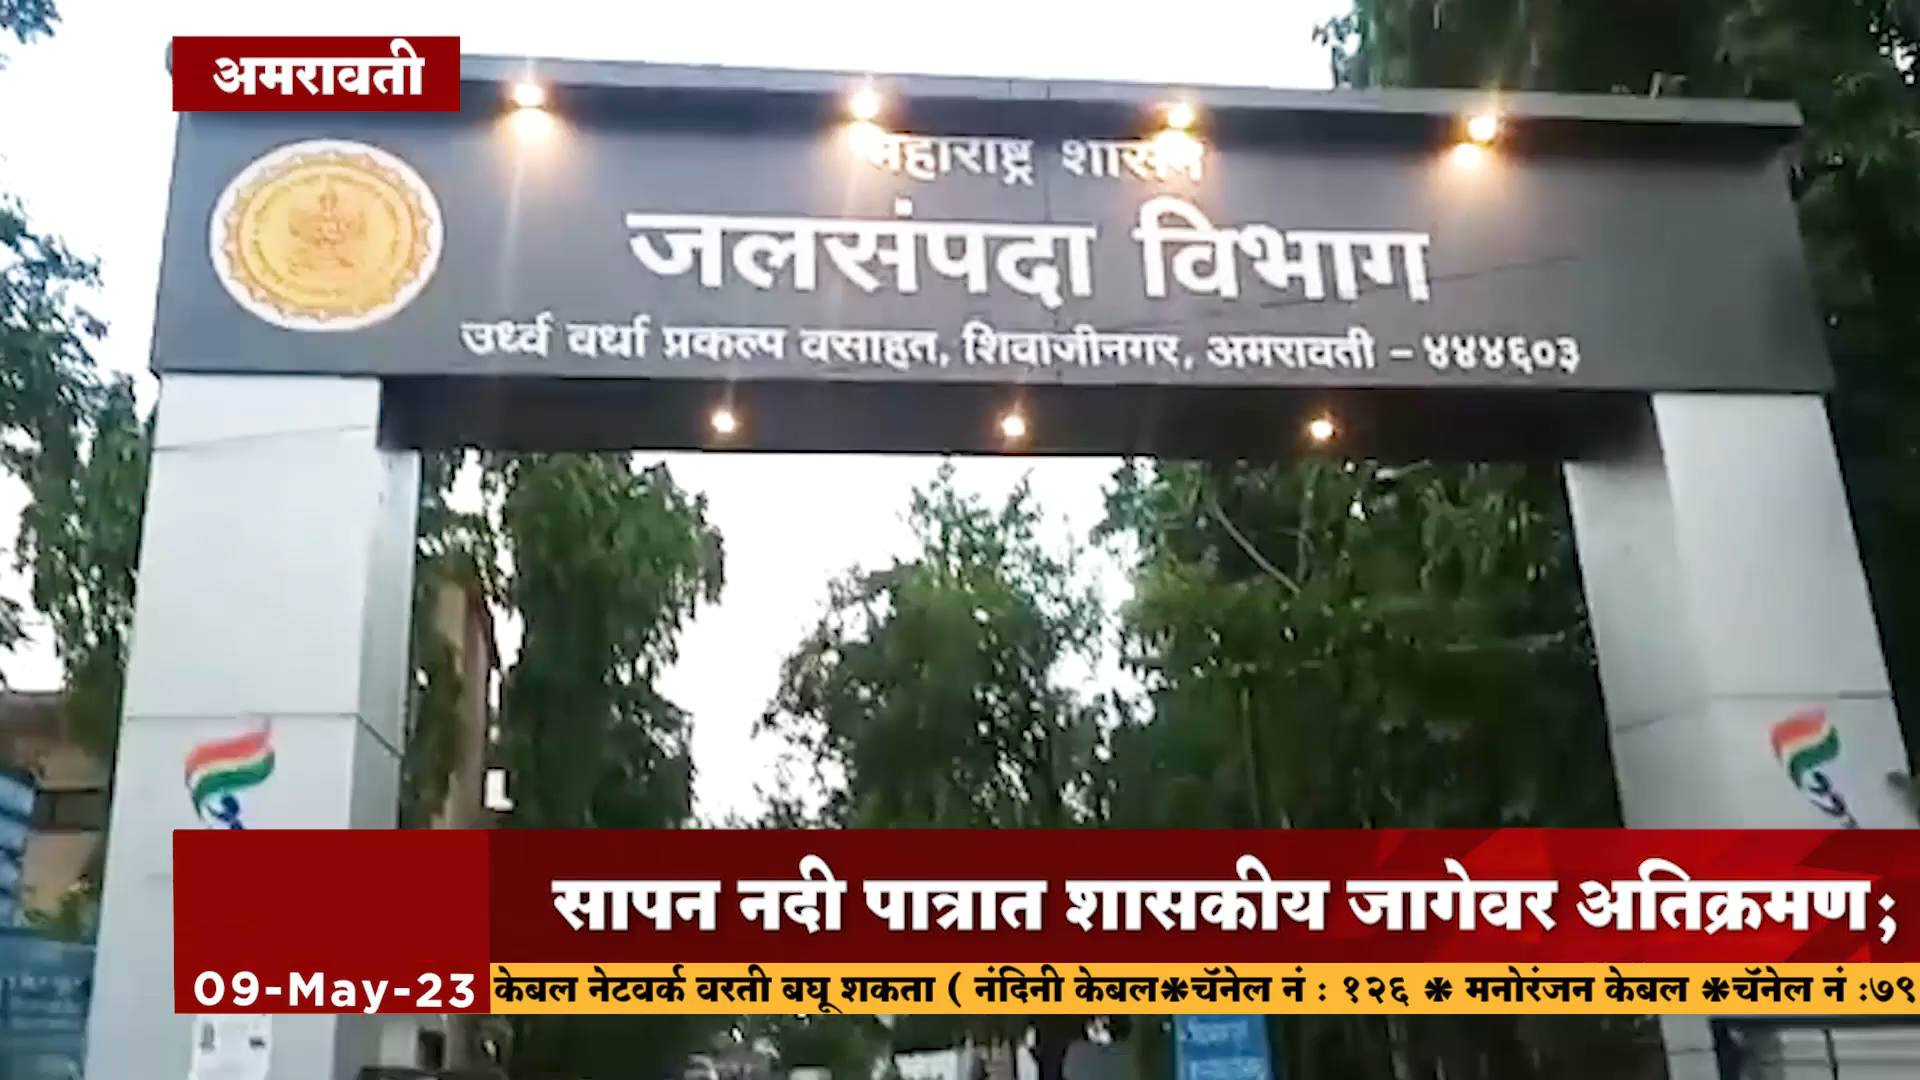 अमरावती
महाराष्ट्र शासन
जलसंपदा विभाग
उर्ध्व वर्धा प्रकल्प वसाहत, शिवाजीनगर, अमरावती - ४४४६०३
सापन नदी पात्रात शासकीय जागेवर अतिक्रमण;
09-May-23
केबल नेटवर्क वरती बघू शकता ( नंदिनी केबल*चॅनेल नं : १२६ * मनोरंजन केबल *चॅनेल नं :७९